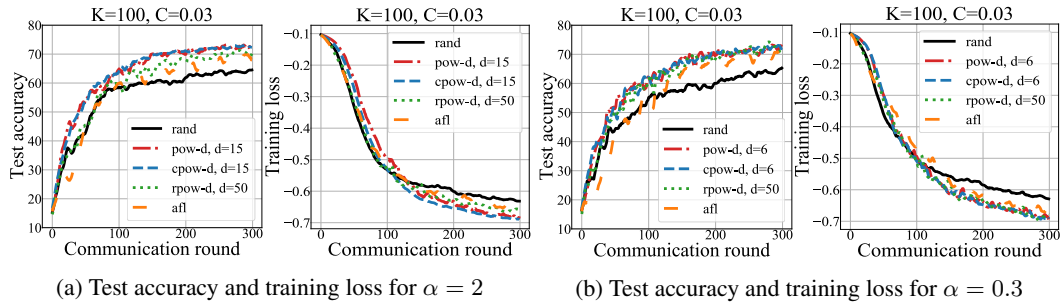 K=100, C=0.03
Test accuracy
80
70
60
50
40
30
20
10
0
100
200
300
Communication round
rand
pow-d, d=15
cpow-d, d=15
rpow-d, d=50
afl
K=100, C=0.03
Training loss
−0.1
−0.2
−0.3
−0.4
−0.5
−0.6
−0.7
0
100
200
300
Communication round
rand
pow-d, d=15
cpow-d, d=15
rpow-d, d=50
afl
(a) Test accuracy and training loss for α = 2
K=100, C=0.03
Test accuracy
80
70
60
50
40
30
20
10
0
100
200
300
Communication round
rand
pow-d, d=6
cpow-d, d=6
rpow-d, d=50
afl
K=100, C=0.03
Training loss
−0.1
−0.2
−0.3
−0.4
−0.5
−0.6
−0.7
0
100
200
300
Communication round
rand
pow-d, d=6
cpow-d, d=6
rpow-d, d=50
afl
(b) Test accuracy and training loss for α = 0.3